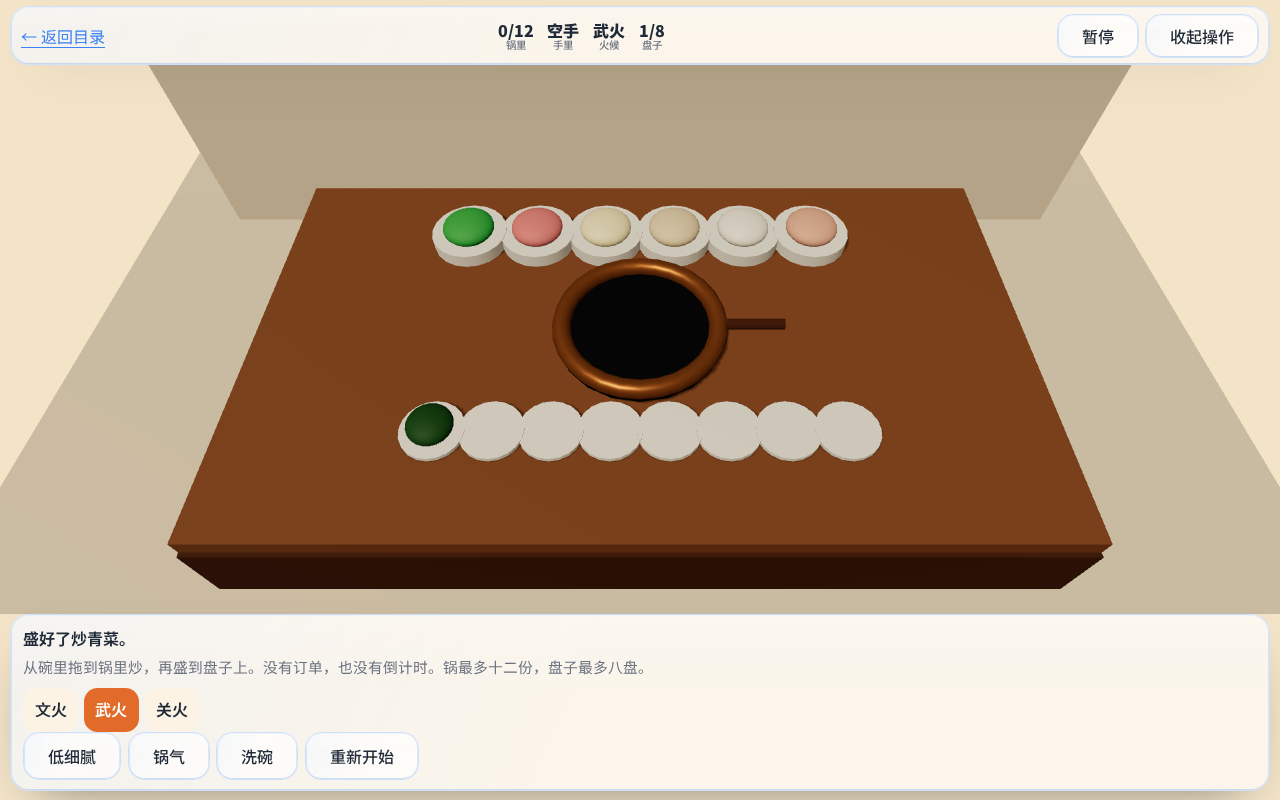 ← 返回目录
0/12 空手 武火 1/8
锅里 手里 火候 盘子
暂停 收起操作
盛好了炒青菜。
从碗里拖到锅里炒，再盛到盘子上。没有订单，也没有倒计时。锅最多十二份，盘子最多八盘。
文火 武火 关火
低细腻 锅气 洗碗 重新开始